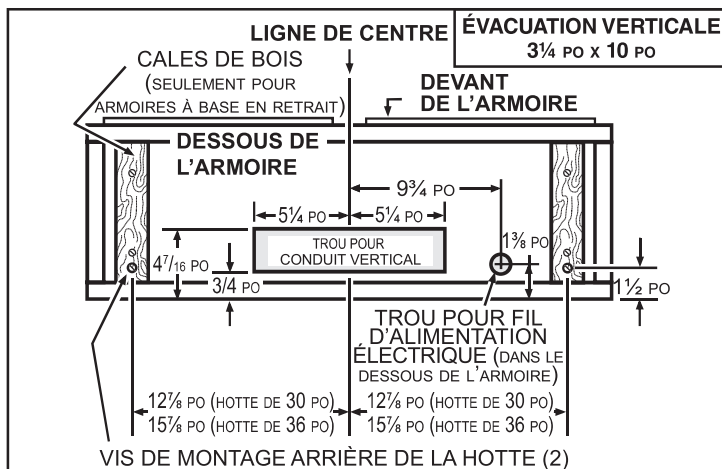 ÉVACUATION VERTICALE
3¼ PO X 10 PO
LIGNE DE CENTRE
CALES DE BOIS
(SEULEMENT POUR
ARMOIRES À BASE EN RETRAIT)
DEVANT
DE L'ARMOIRE
DESSOUS DE
L'ARMOIRE
9¾ PO
5¼ PO
5¼ PO
TROU POUR
CONDUIT VERTICAL
1⅜ PO
4⁷/₁₆ PO
3/4 PO
1½ PO
TROU POUR FIL
D'ALIMENTATION
ÉLECTRIQUE (DANS LE
DESSOUS DE L'ARMOIRE)
12⅞ PO (HOTTE DE 30 PO)
15⅞ PO (HOTTE DE 36 PO)
12⅞ PO (HOTTE DE 30 PO)
15⅞ PO (HOTTE DE 36 PO)
VIS DE MONTAGE ARRIÈRE DE LA HOTTE (2)